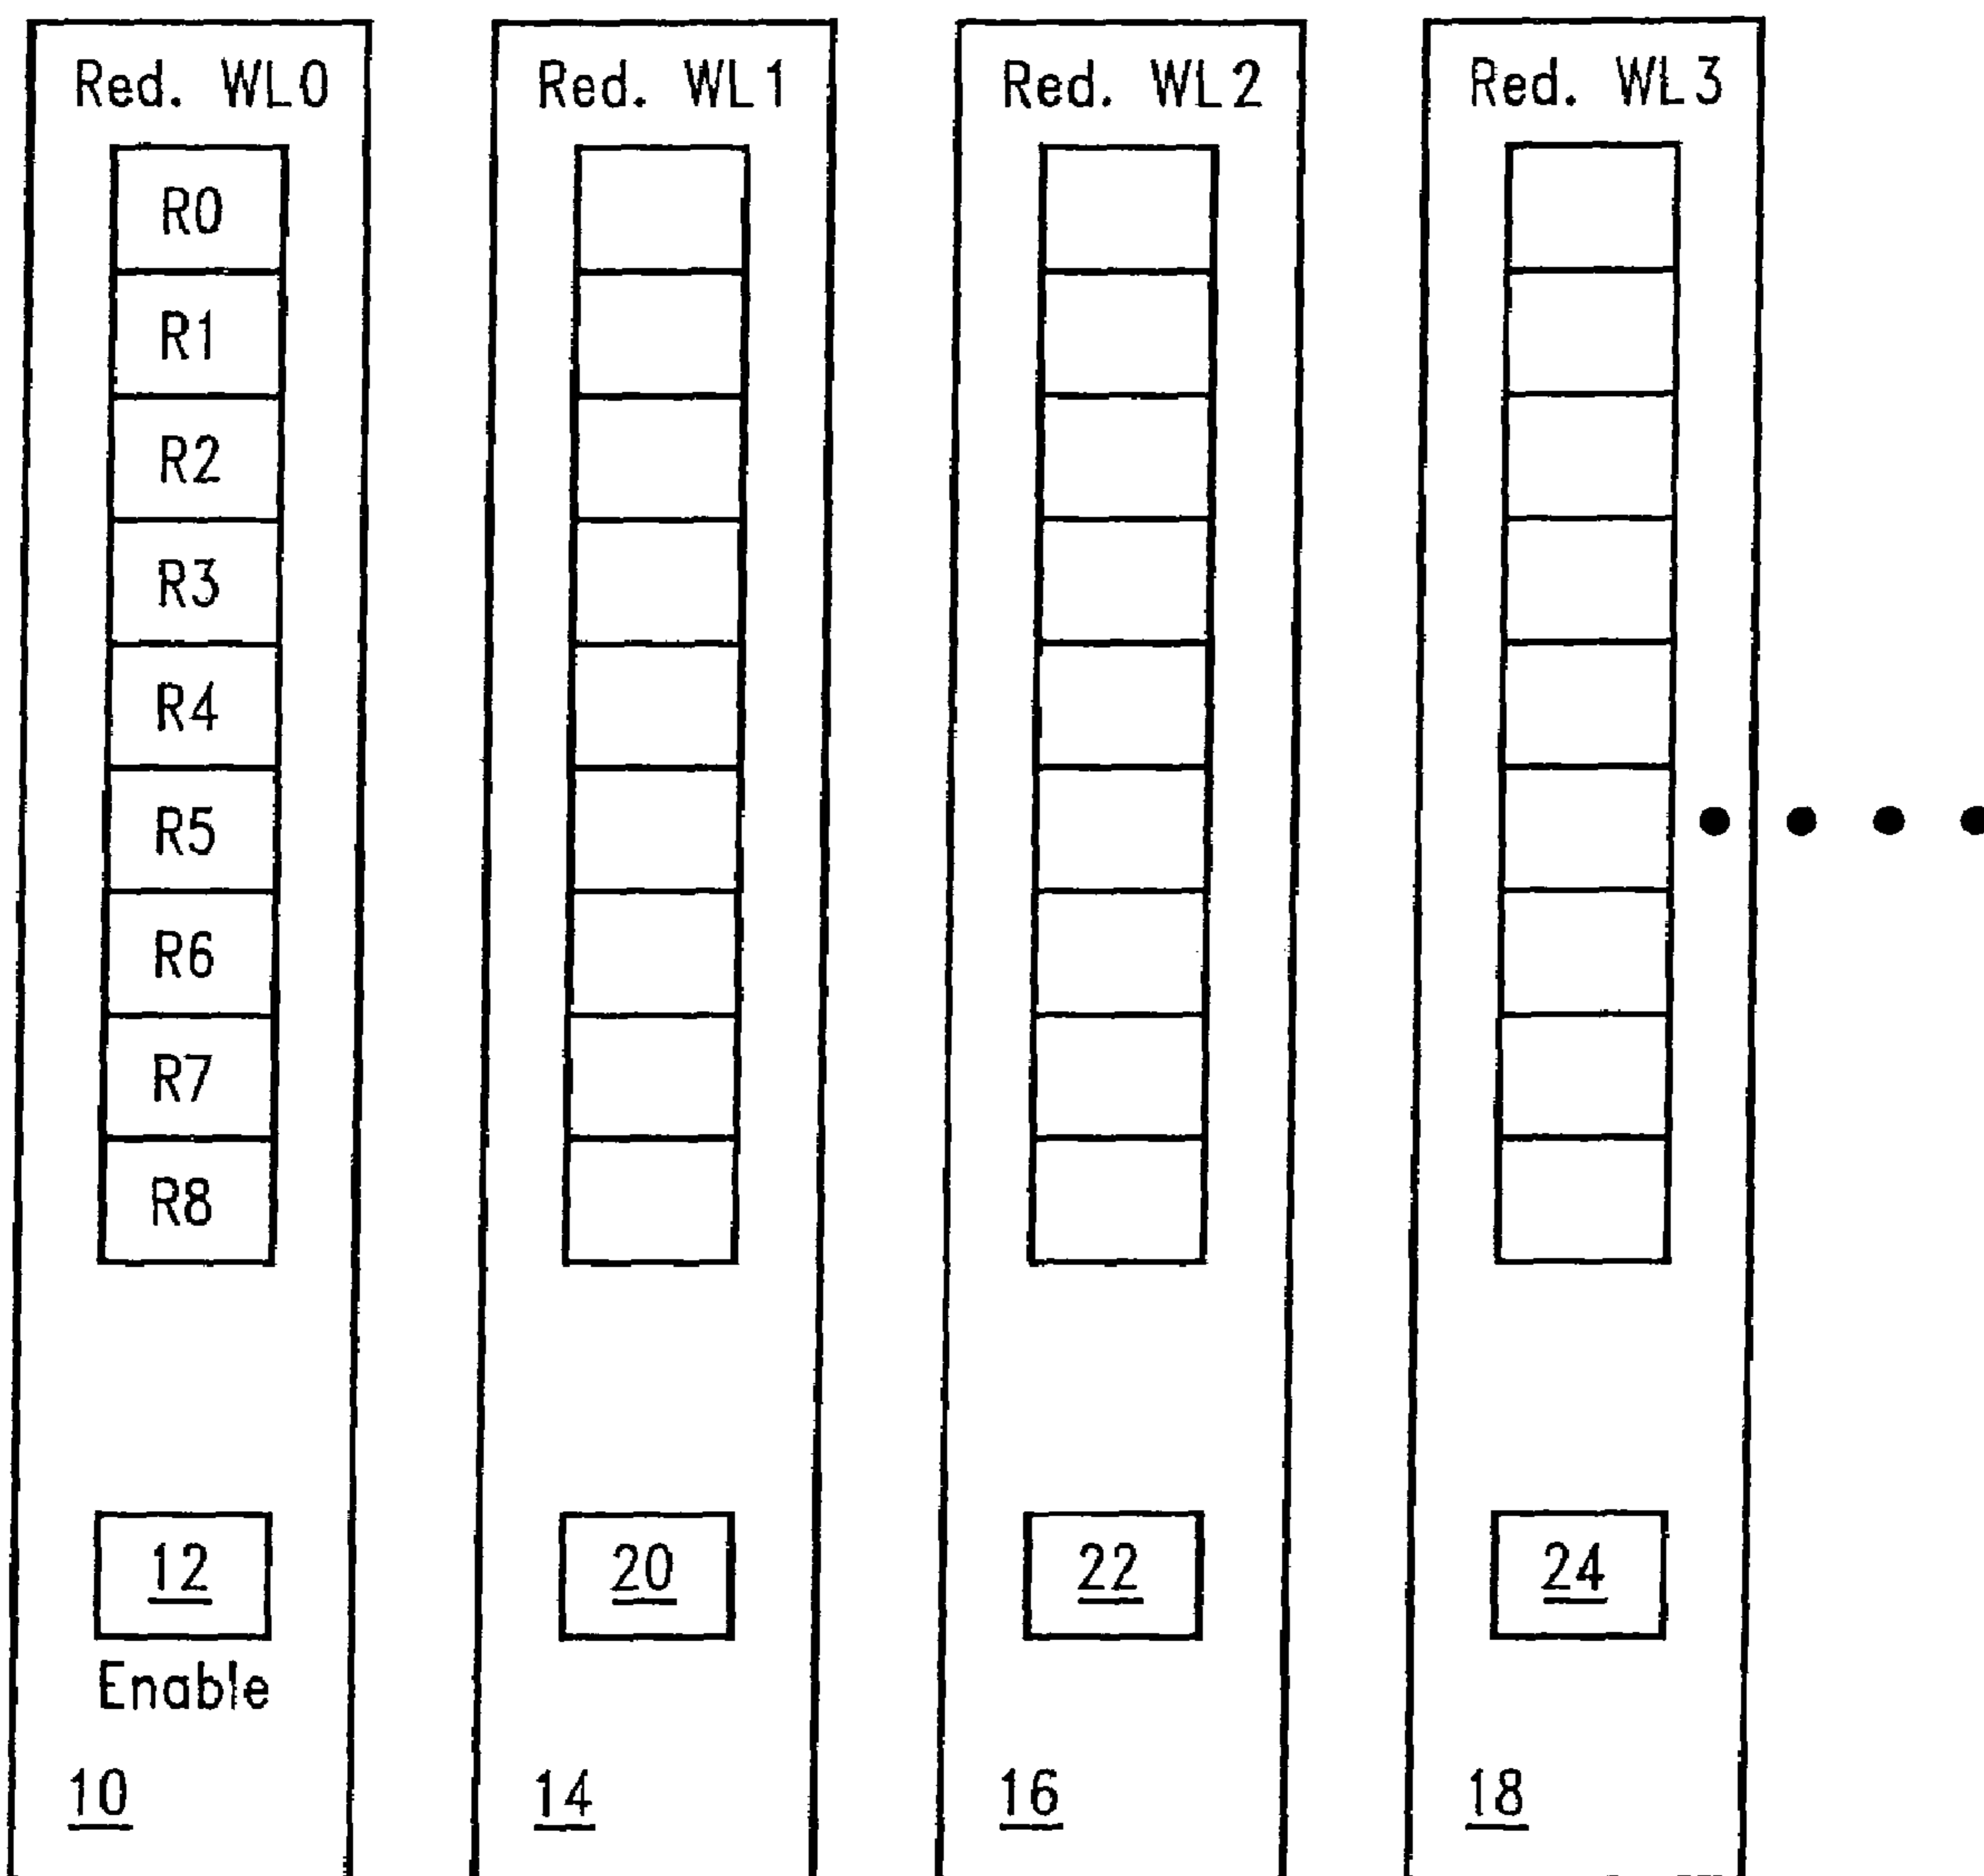 Red. WL0 Red. WL1 Red. WL2 Red. WL3
R0
R1
R2
R3
R4
R5
R6
R7
R8
12 20 22 24
Enable
10 14 16 18